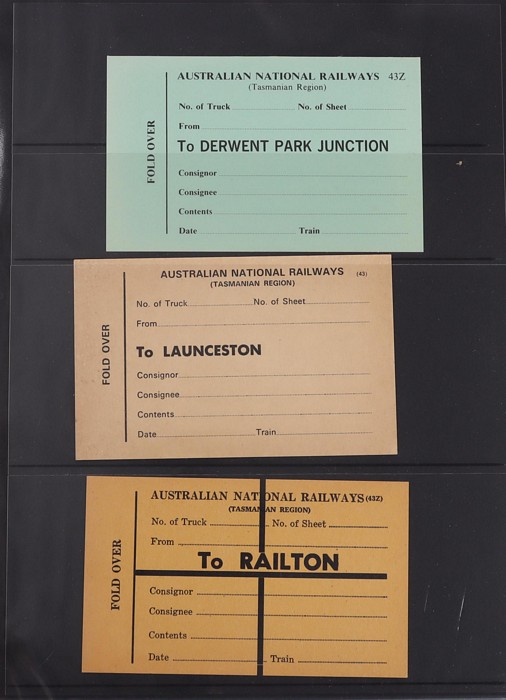 FOLD OVER
AUSTRALIAN NATIONAL RAILWAYS 43Z
(Tasmanian Region)
No. of Truck No. of Sheet
From
To DERWENT PARK JUNCTION
Consignor
Consignee
Contents
Date Train
FOLD OVER
AUSTRALIAN NATIONAL RAILWAYS (43)
(TASMANIAN REGION)
No. of Truck No. of Sheet
From
To LAUNCESTON
Consignor
Consignee
Contents
Date Train
FOLD OVER
AUSTRALIAN NATIONAL RAILWAYS (43Z)
(TASMANIAN REGION)
No. of Truck No. of Sheet
From
To RAILTON
Consignor
Consignee
Contents
Date Train